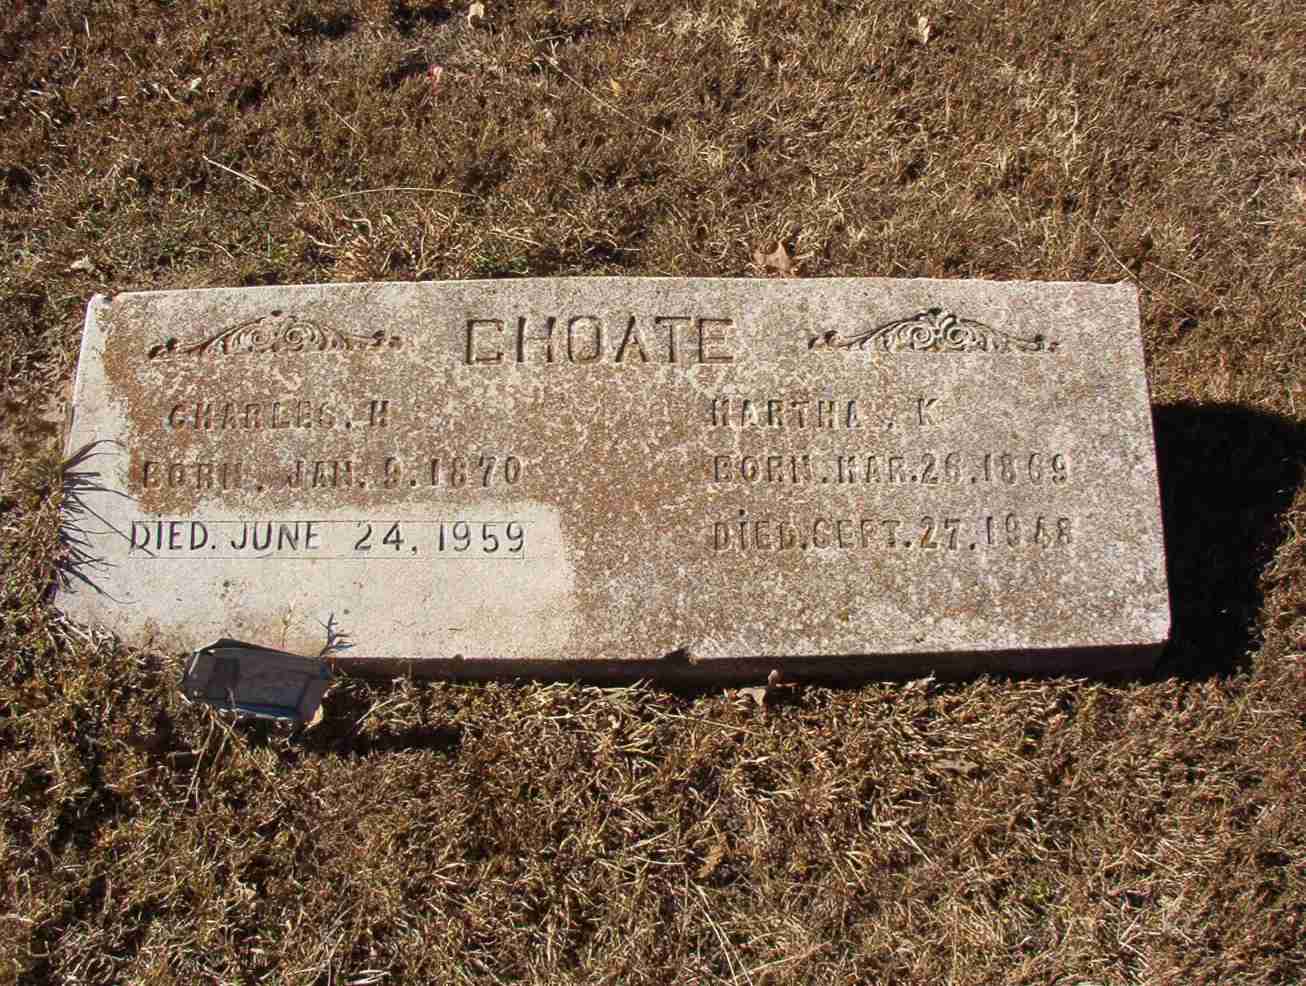 CHOATE
CHARLES. H
BORN. JAN. 9. 1870
DIED. JUNE 24, 1959
MARTHA. K
BORN. MAR. 26. 1869
DIED. SEPT. 27. 1948